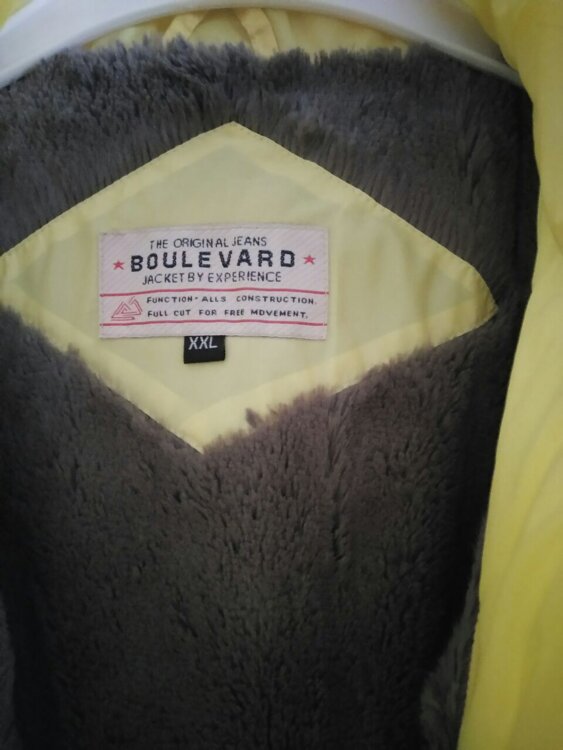 THE ORIGINAL JEANS
★ BOULEVARD ★
JACKET BY EXPERIENCE
FUNCTION-ALLS CONSTRUCTION.
FULL CUT FOR FREE MOVEMENT.
XXL